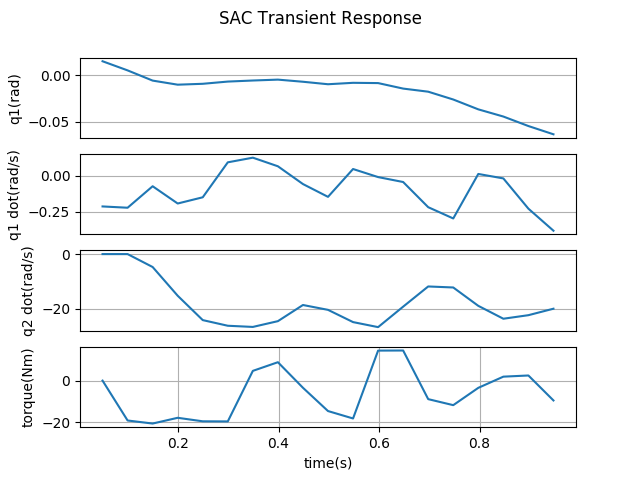 SAC Transient Response
q1(rad)
0.00
−0.05
q1 dot(rad/s)
0.00
−0.25
q2 dot(rad/s)
0
−20
torque(Nm)
0
−20
0.2 0.4 0.6 0.8
time(s)